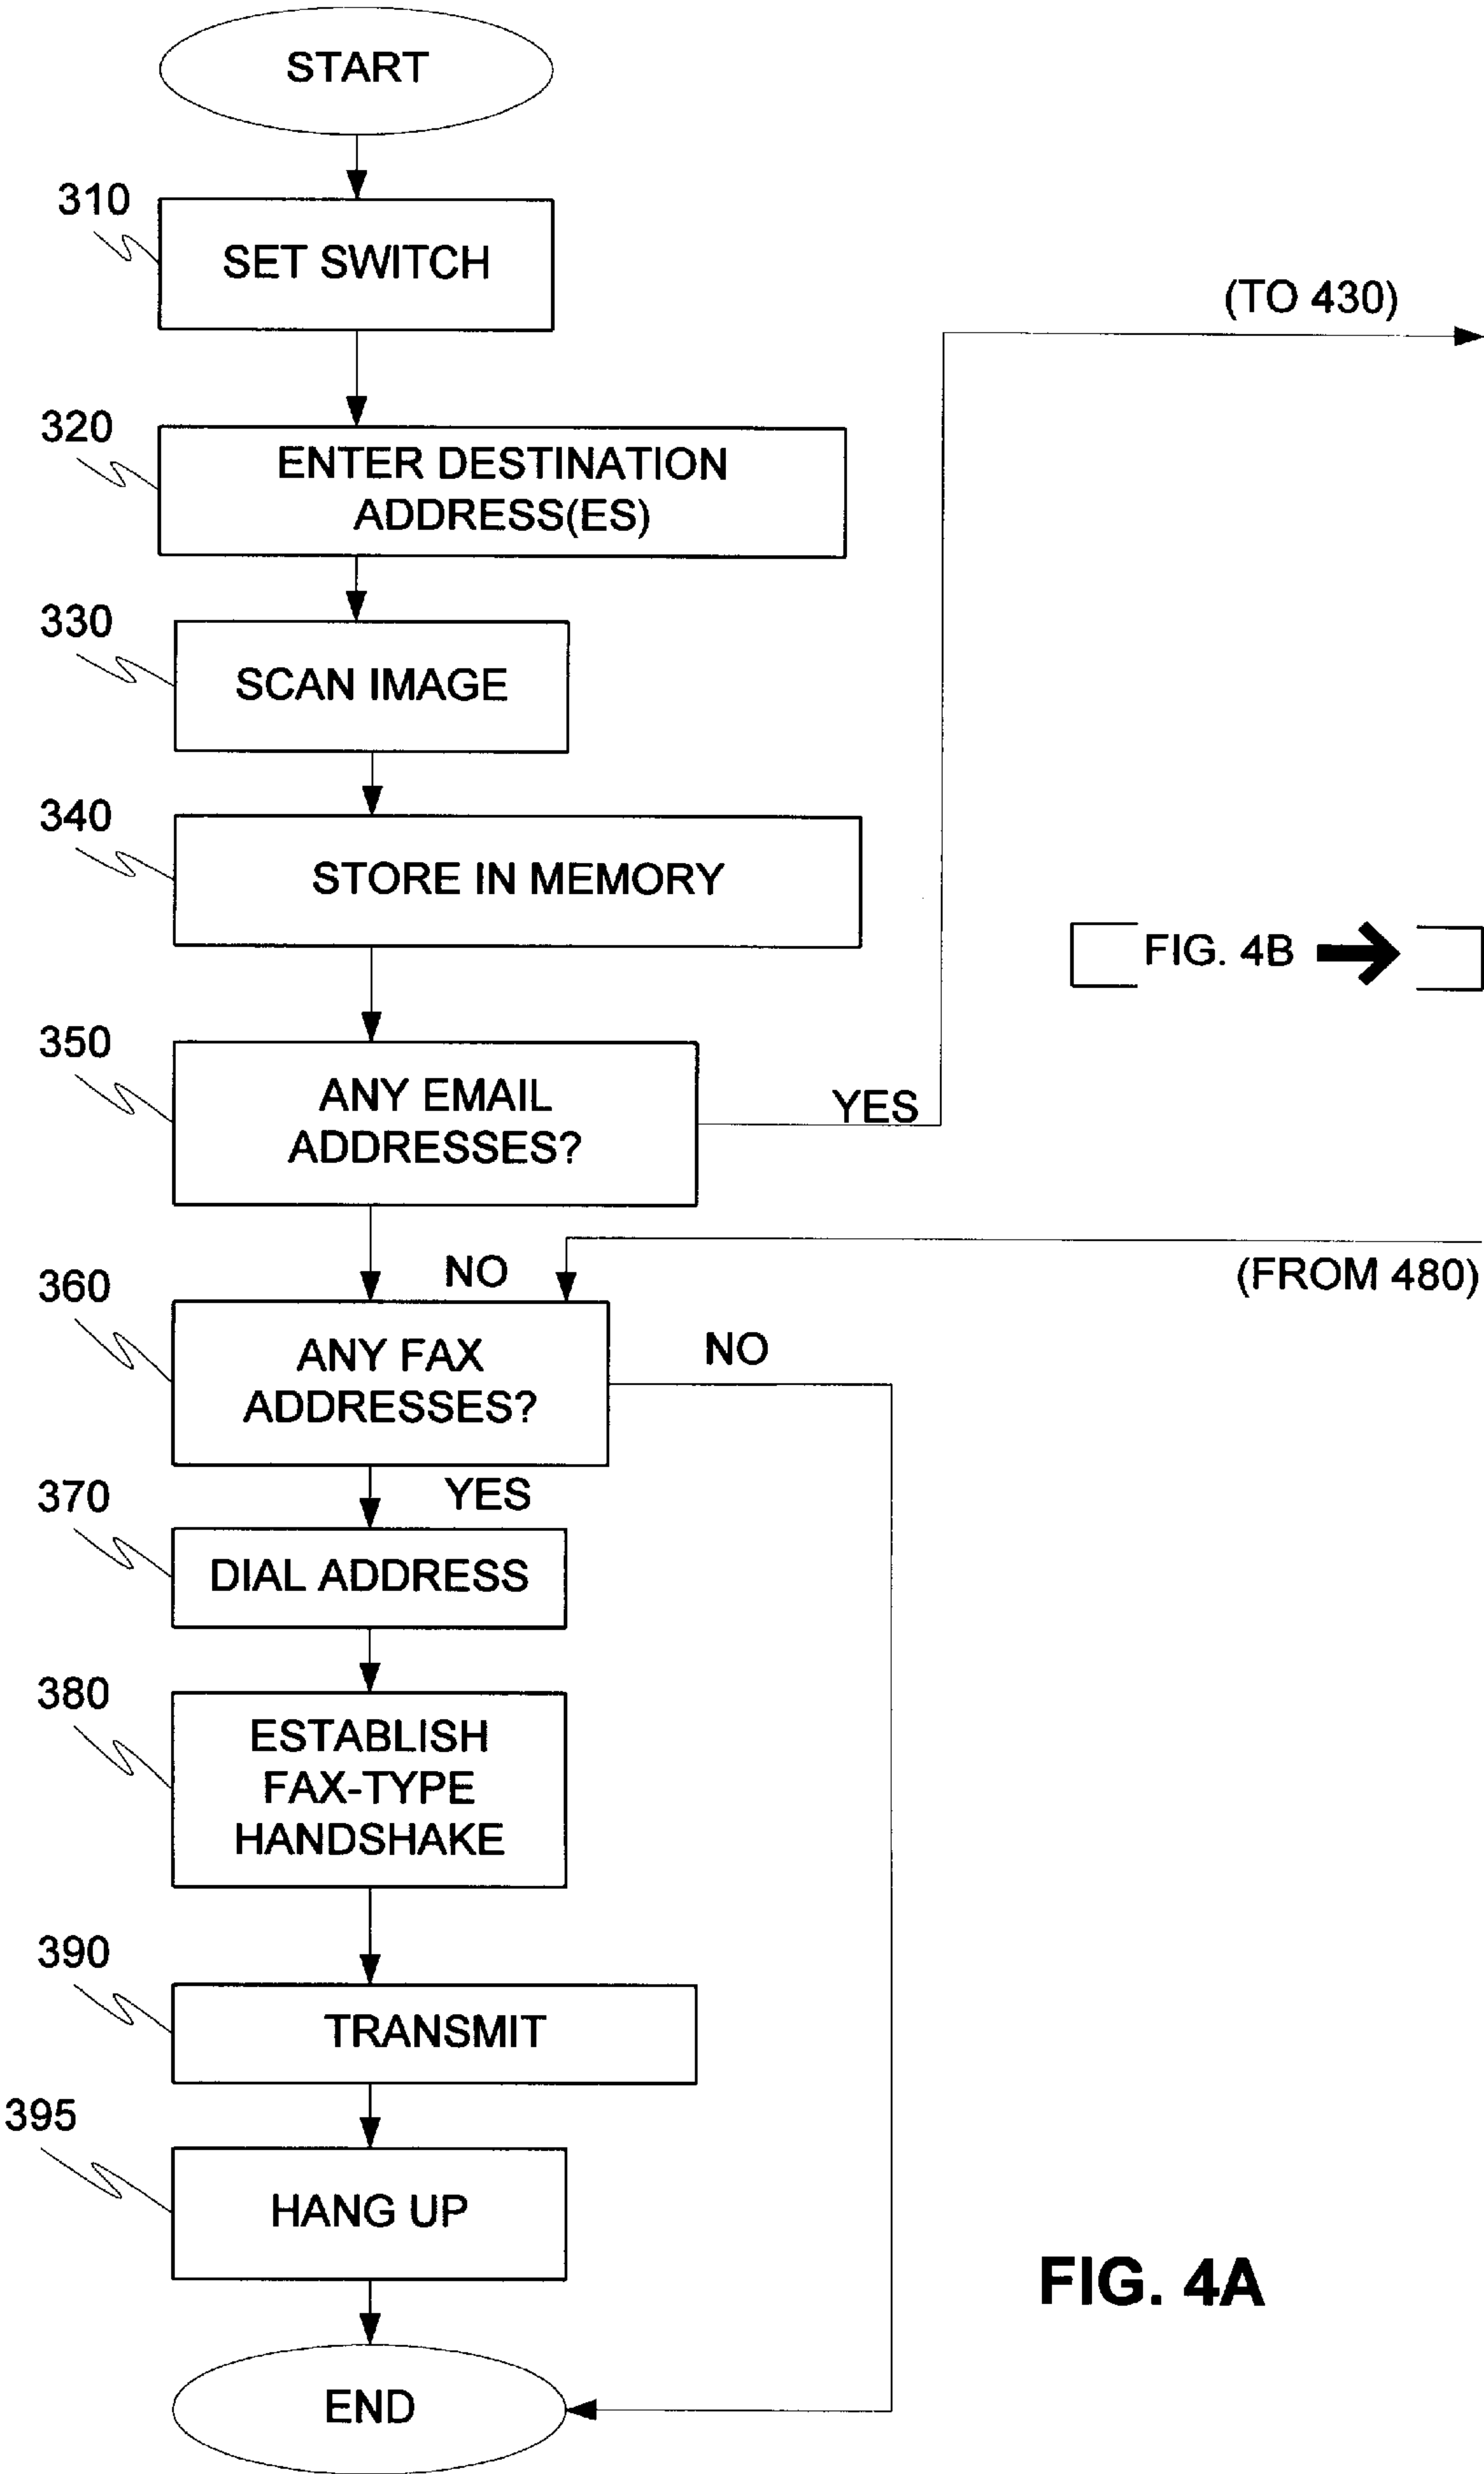 START
310
SET SWITCH
(TO 430)
320
ENTER DESTINATION
ADDRESS(ES)
330
SCAN IMAGE
340
STORE IN MEMORY
FIG. 4B
350
ANY EMAIL
ADDRESSES?
YES
NO
(FROM 480)
360
ANY FAX
ADDRESSES?
NO
YES
370
DIAL ADDRESS
380
ESTABLISH
FAX-TYPE
HANDSHAKE
390
TRANSMIT
395
HANG UP
FIG. 4A
END